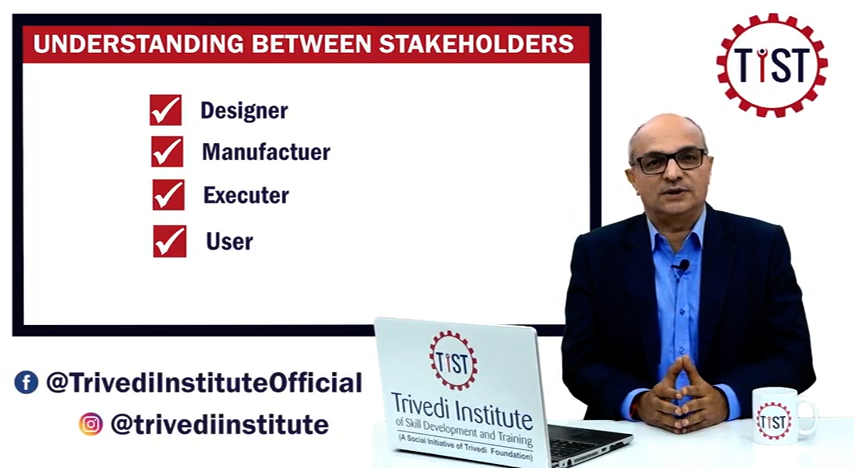 UNDERSTANDING BETWEEN STAKEHOLDERS
Designer
Manufactuer
Executer
User
TiST
@TrivediInstituteOfficial
@trivediinstitute
TiST
Trivedi Institute
of Skill Development and Training
(A Social Initiative of Trivedi Foundation)
TiST